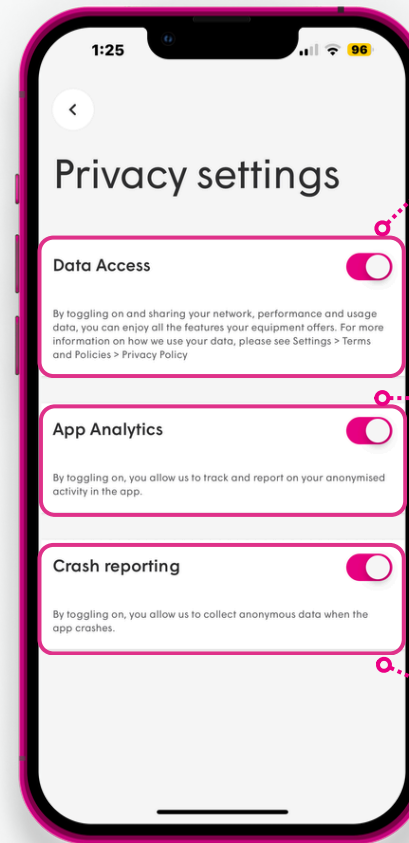 1:25
96
Privacy settings
Data Access
By toggling on and sharing your network, performance and usage
data, you can enjoy all the features your equipment offers. For more
information on how we use your data, please see Settings > Terms
and Policies > Privacy Policy
App Analytics
By toggling on, you allow us to track and report on your anonymised
activity in the app.
Crash reporting
By toggling on, you allow us to collect anonymous data when the
app crashes.